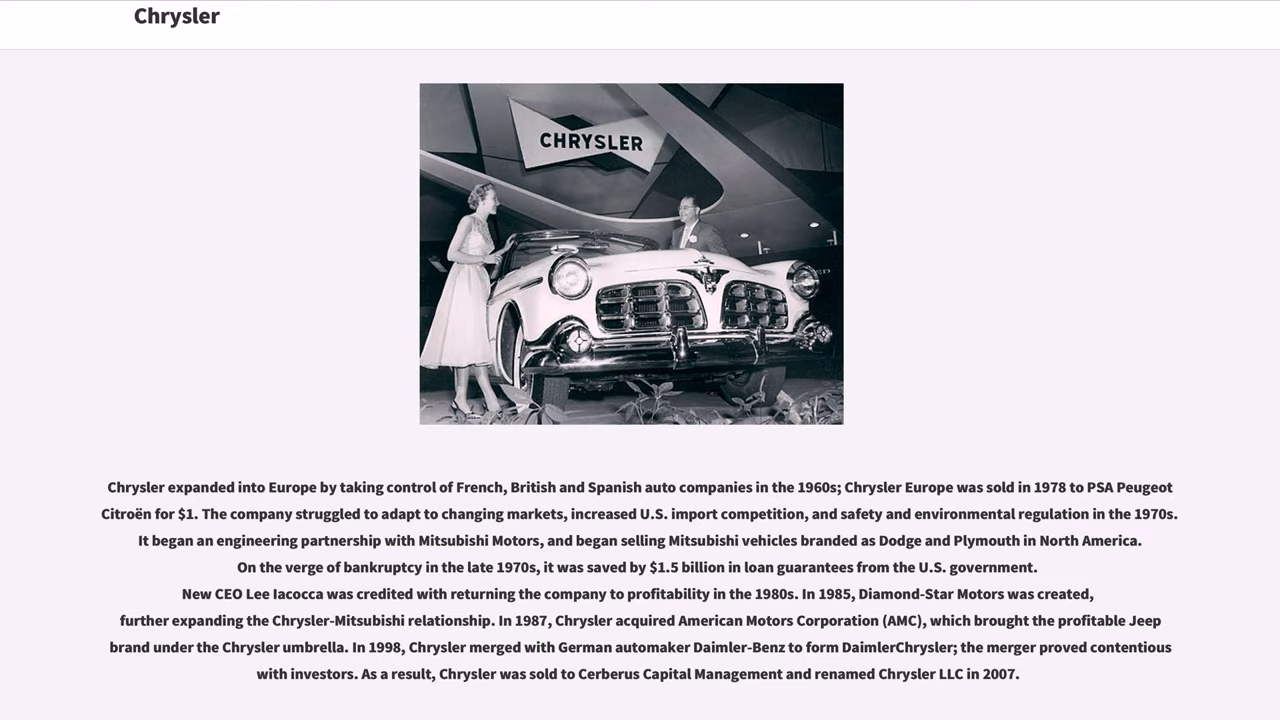 Chrysler
CHRYSLER
Chrysler expanded into Europe by taking control of French, British and Spanish auto companies in the 1960s; Chrysler Europe was sold in 1978 to PSA Peugeot
Citroën for $1. The company struggled to adapt to changing markets, increased U.S. import competition, and safety and environmental regulation in the 1970s.
It began an engineering partnership with Mitsubishi Motors, and began selling Mitsubishi vehicles branded as Dodge and Plymouth in North America.
On the verge of bankruptcy in the late 1970s, it was saved by $1.5 billion in loan guarantees from the U.S. government.
New CEO Lee Iacocca was credited with returning the company to profitability in the 1980s. In 1985, Diamond-Star Motors was created,
further expanding the Chrysler-Mitsubishi relationship. In 1987, Chrysler acquired American Motors Corporation (AMC), which brought the profitable Jeep
brand under the Chrysler umbrella. In 1998, Chrysler merged with German automaker Daimler-Benz to form DaimlerChrysler; the merger proved contentious
with investors. As a result, Chrysler was sold to Cerberus Capital Management and renamed Chrysler LLC in 2007.